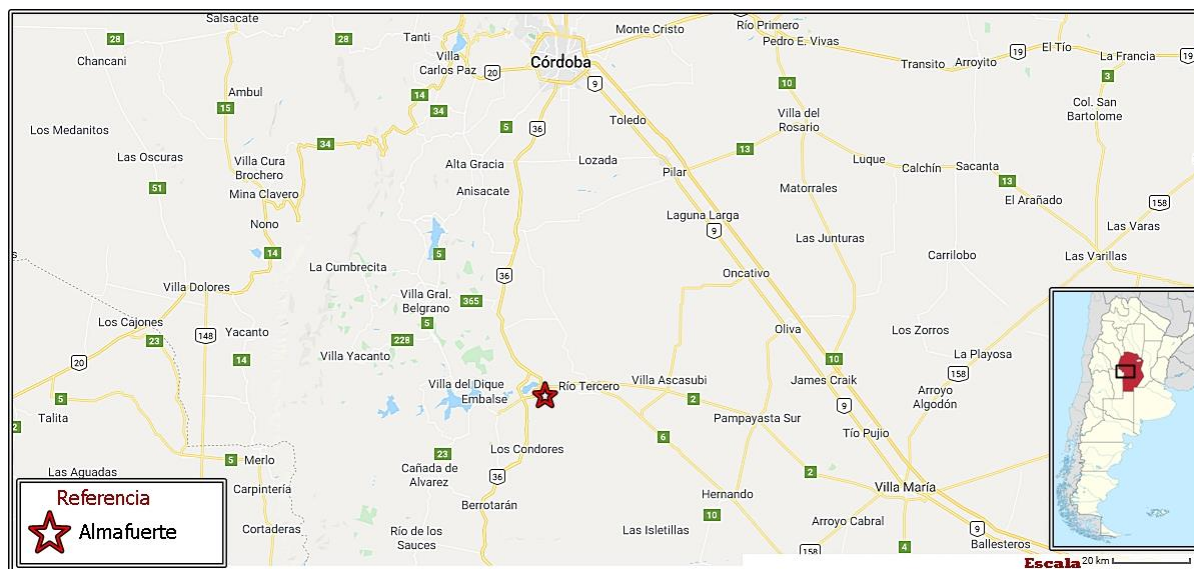 Salsacate
Tanti
Monte Cristo
Río Primero
Pedro E. Vivas
El Tío
19
28
28
Chancani
Villa
Carlos Paz
20
Córdoba
9
Transito
Arroyito
La Francia
19
3
10
Ambul
15
14
34
Col. San
Bartolome
Los Medanitos
5
36
Toledo
Villa del
Rosario
34
13
Las Oscuras
Villa Cura
Brochero
Alta Gracia
Lozada
Pilar
Luque
Calchín
Sacanta
51
Mina Clavero
Anisacate
Matorrales
13
El Arañado
158
Nono
Laguna Larga
9
Las Varas
Las Junturas
14
5
Carrilobo
Las Varillas
La Cumbrecita
36
Oncativo
Villa Dolores
Villa Gral.
Belgrano
365
5
Los Cajones
23
148
Yacanto
228
Oliva
Los Zorros
14
Villa Yacanto
10
La Playosa
20
158
Villa del Dique
Embalse
Río Tercero
Villa Ascasubi
James Craik
5
2
9
Arroyo
Algodón
Talita
Pampayasta Sur
2
6
Tío Pujio
Los Condores
5
Merlo
23
Las Aguadas
Cañada de
Alvarez
36
2
Villa María
Carpintería
Hernando
Berrotarán
10
Cortaderas
Río de los
Sauces
Las Isletillas
Arroyo Cabral
9
158
4
Ballesteros
Referencia
Almafuerte
Escala 20 km